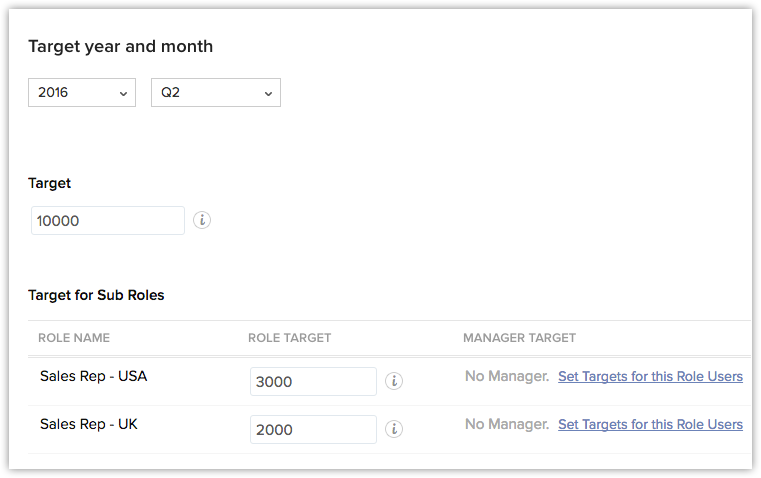 Target year and month
2016 Q2
Target
10000 i
Target for Sub Roles
ROLE NAME ROLE TARGET MANAGER TARGET
Sales Rep - USA 3000 i No Manager. Set Targets for this Role Users
Sales Rep - UK 2000 i No Manager. Set Targets for this Role Users